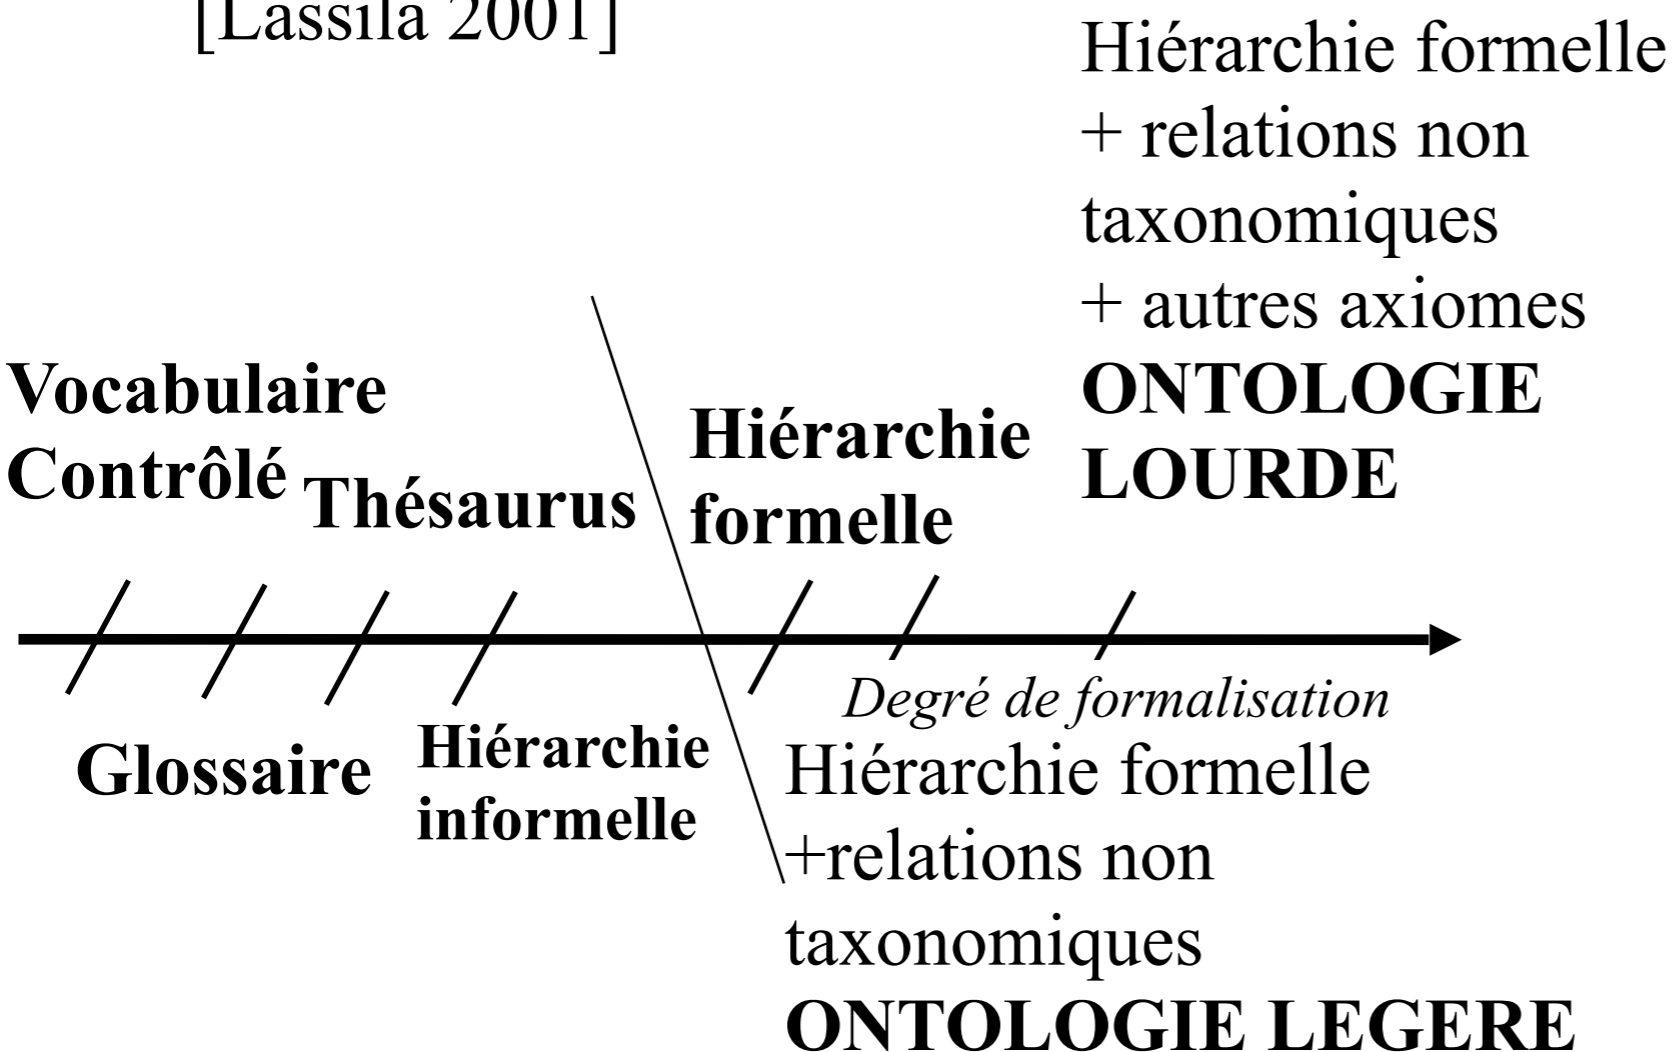 [Lassila 2001]
Hiérarchie formelle
+ relations non
taxonomiques
+ autres axiomes
ONTOLOGIE
LOURDE
Vocabulaire
Contrôlé
Thésaurus
Hiérarchie
formelle
Degré de formalisation
Glossaire
Hiérarchie
informelle
Hiérarchie formelle
+relations non
taxonomiques
ONTOLOGIE LEGERE